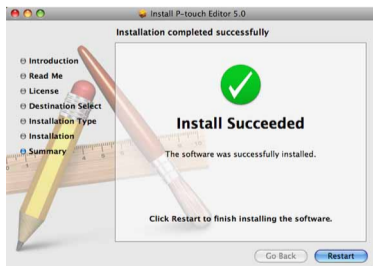 Install P-touch Editor 5.0
Installation completed successfully
Introduction
Read Me
License
Destination Select
Installation Type
Installation
Summary
Install Succeeded
The software was successfully installed.
Click Restart to finish installing the software.
Go Back
Restart